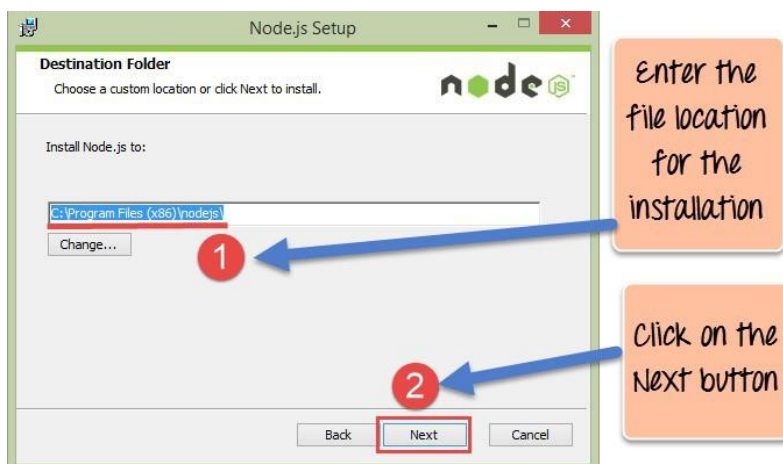 Node.js Setup
Destination Folder
Choose a custom location or click Next to install.
node js
Install Node.js to:
C:\Program Files (x86)\nodejs\
Change...
1
Enter the
file location
for the
installation
2
Click on the
Next button
Back Next Cancel